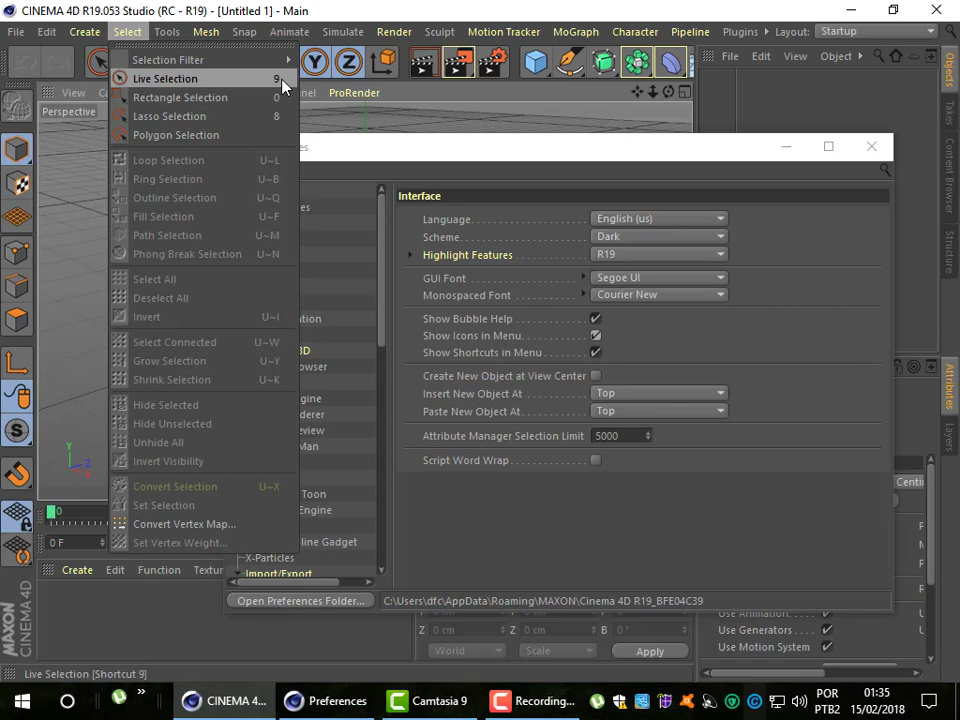 CINEMA 4D R19.053 Studio (RC - R19) - [Untitled 1] - Main
File Edit Create Select Tools Mesh Snap Animate Simulate Render Sculpt Motion Tracker MoGraph Character Pipeline Plugins Layout: Startup
File Edit View
View ProRender
Perspective
Selection Filter
Live Selection 9
Rectangle Selection 0
Lasso Selection 8
Polygon Selection
Loop Selection U~L
Ring Selection U~B
Outline Selection U~Q
Fill Selection U~F
Path Selection U~M
Phong Break Selection U~N
Select All
Deselect All
Invert U~I
Select Connected U~W
Grow Selection U~Y
Shrink Selection U~K
Hide Selected
Hide Unselected
Unhide All
Invert Visibility
Convert Selection U~X
Set Selection
Convert Vertex Map...
Set Vertex Weight...
Interface
Language English (us)
Scheme Dark
Highlight Features R19
GUI Font Segoe UI
Monospaced Font Courier New
Show Bubble Help
Show Icons in Menu
Show Shortcuts in Menu
Create New Object at View Center
Insert New Object At Top
Paste New Object At Top
Attribute Manager Selection Limit 5000
Script Word Wrap
Toon
X-Particles
Import/Export
Open Preferences Folder... C:\Users\dfc\AppData\Roaming\MAXON\Cinema 4D R19_BFE04C39
Objects
Takes
Content Browser
Structure
Attributes
Layers
Y
Z
X
0
0 F
Create Edit Function
Z 0 cm Z 0 cm B 0 °
World Scale Apply
Use Animation
Use Generators
Use Motion System
MAXON
CINEMA 4D
Live Selection [Shortcut 9]
CINEMA 4D... Preferences Camtasia 9 Recording... POR
PTB2
01:35
15/02/2018